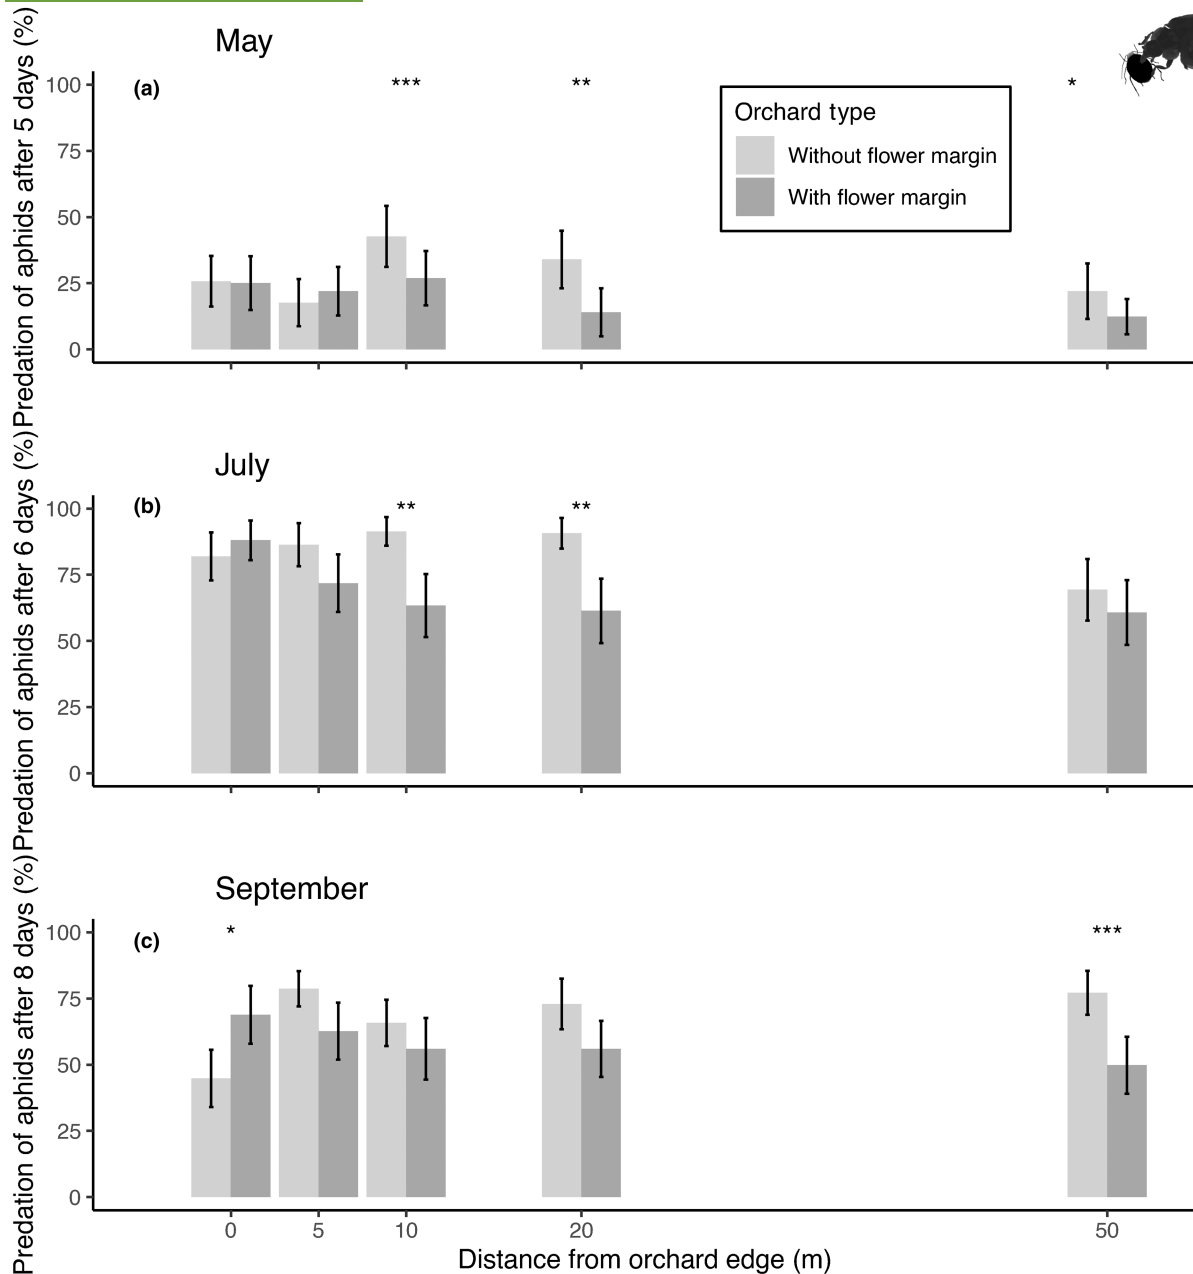 May
Predation of aphids after 5 days (%)
(a)
*** ** *
100
75
50
25
0
Orchard type
Without flower margin
With flower margin
July
Predation of aphids after 6 days (%)
(b)
** **
100
75
50
25
0
September
Predation of aphids after 8 days (%)
(c)
* ***
100
75
50
25
0
0 5 10 20 50
Distance from orchard edge (m)